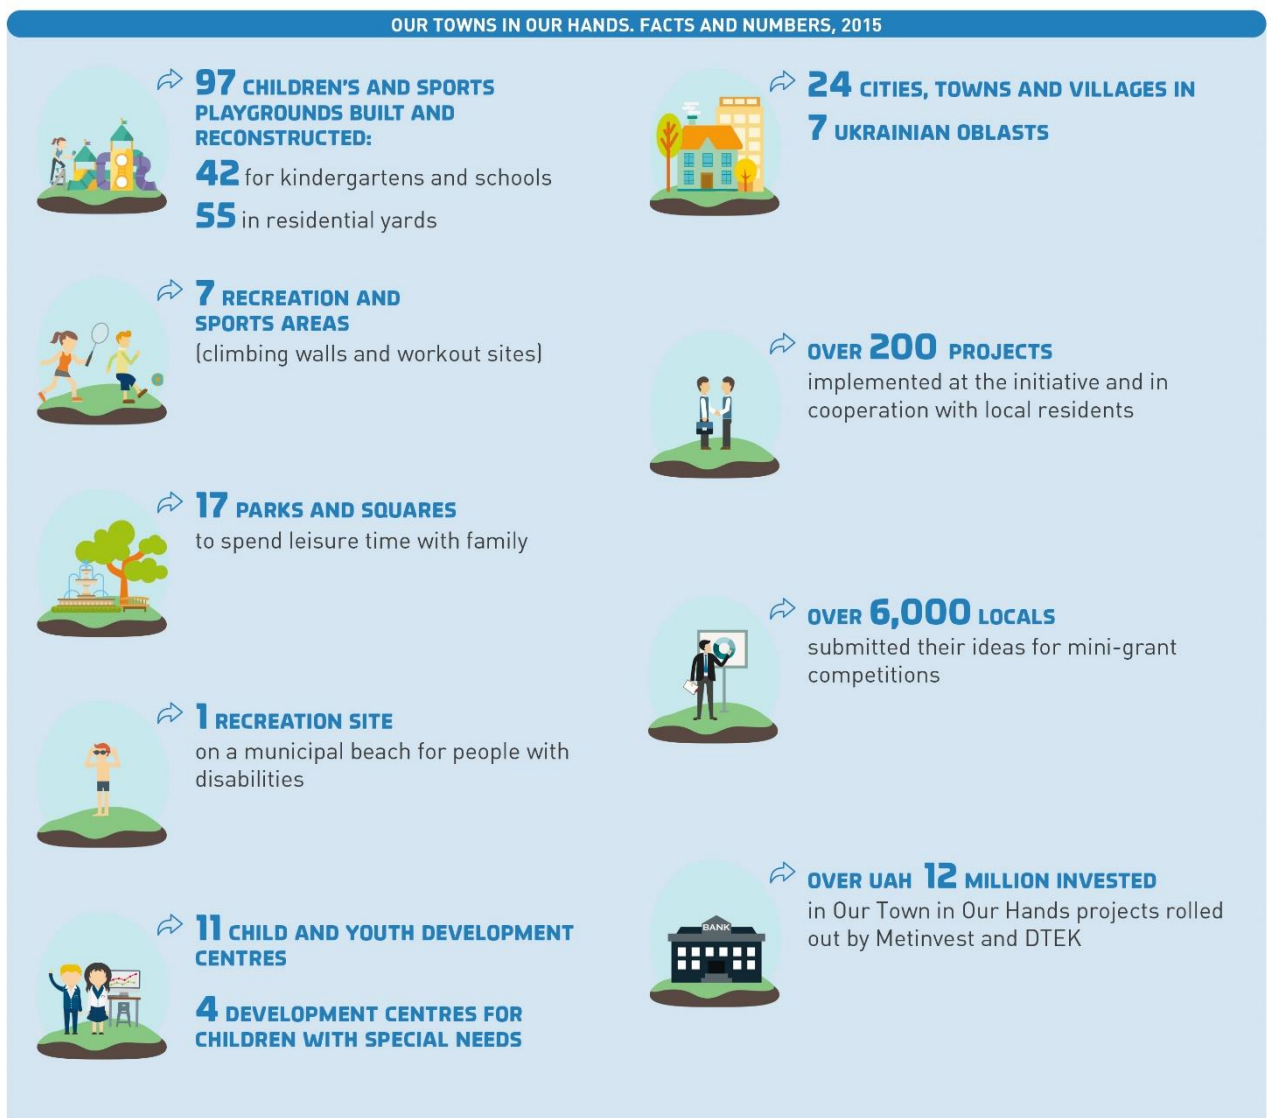 OUR TOWNS IN OUR HANDS. FACTS AND NUMBERS, 2015
97 CHILDREN'S AND SPORTS
PLAYGROUNDS BUILT AND
RECONSTRUCTED:
42 for kindergartens and schools
55 in residential yards
7 RECREATION AND
SPORTS AREAS
(climbing walls and workout sites)
17 PARKS AND SQUARES
to spend leisure time with family
1 RECREATION SITE
on a municipal beach for people with
disabilities
11 CHILD AND YOUTH DEVELOPMENT
CENTRES
4 DEVELOPMENT CENTRES FOR
CHILDREN WITH SPECIAL NEEDS
24 CITIES, TOWNS AND VILLAGES IN
7 UKRAINIAN OBLASTS
OVER 200 PROJECTS
implemented at the initiative and in
cooperation with local residents
OVER 6,000 LOCALS
submitted their ideas for mini-grant
competitions
OVER UAH 12 MILLION INVESTED
in Our Town in Our Hands projects rolled
out by Metinvest and DTEK
BANK